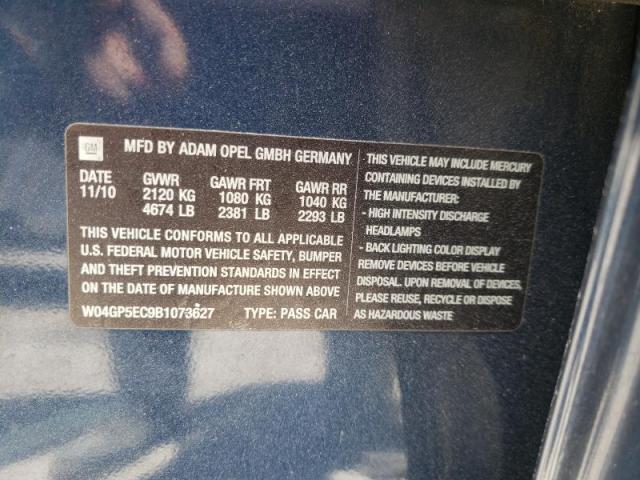 GM
MFD BY ADAM OPEL GMBH GERMANY
DATE GVWR GAWR FRT GAWR RR
11/10 2120 KG 1080 KG 1040 KG
4674 LB 2381 LB 2293 LB
THIS VEHICLE CONFORMS TO ALL APPLICABLE
U.S. FEDERAL MOTOR VEHICLE SAFETY, BUMPER
AND THEFT PREVENTION STANDARDS IN EFFECT
ON DATE OF MANUFACTURE SHOWN ABOVE
W04GP5EC9B1073627 TYPE: PASS CAR
THIS VEHICLE MAY INCLUDE MERCURY
CONTAINING DEVICES INSTALLED BY
THE MANUFACTURER:
- HIGH INTENSITY DISCHARGE
HEADLAMPS
- BACK LIGHTING COLOR DISPLAY
REMOVE DEVICES BEFORE VEHICLE
DISPOSAL. UPON REMOVAL OF DEVICES,
PLEASE REUSE, RECYCLE OR DISPOSE
AS HAZARDOUS WASTE